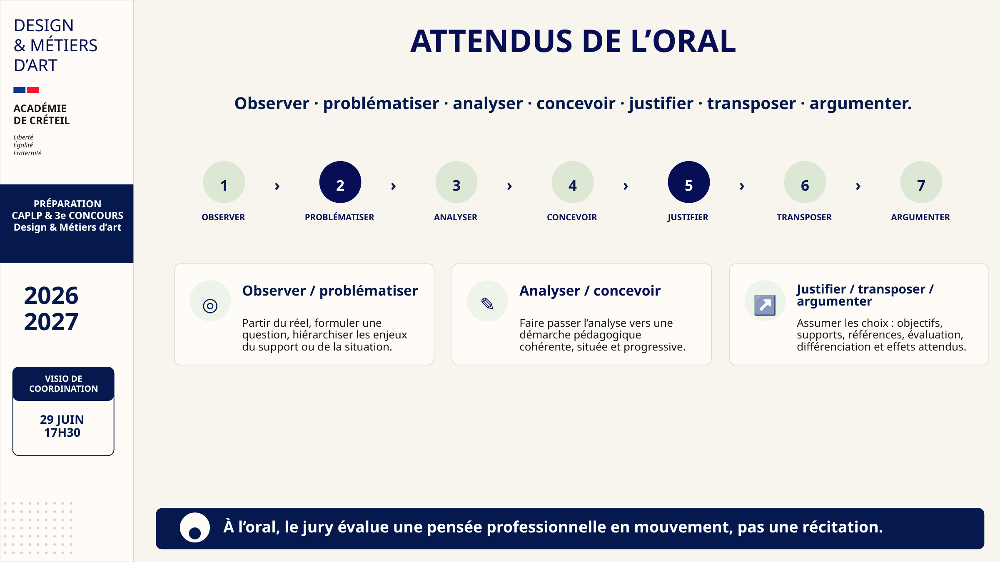 DESIGN
& MÉTIERS
D’ART
ACADÉMIE
DE CRÉTEIL
Liberté
Égalité
Fraternité
PRÉPARATION
CAPLP & 3e CONCOURS
Design & Métiers d’art
2026
2027
VISIO DE
COORDINATION
29 JUIN
17H30
ATTENDUS DE L’ORAL
Observer · problématiser · analyser · concevoir · justifier · transposer · argumenter.
1 › 2 › 3 › 4 › 5 › 6 › 7
OBSERVER PROBLÉMATISER ANALYSER CONCEVOIR JUSTIFIER TRANSPOSER ARGUMENTER
Observer / problématiser
Partir du réel, formuler une
question, hiérarchiser les enjeux
du support ou de la situation.
Analyser / concevoir
Faire passer l’analyse vers une
démarche pédagogique
cohérente, située et progressive.
Justifier / transposer /
argumenter
Assumer les choix : objectifs,
supports, références, évaluation,
différenciation et effets attendus.
À l’oral, le jury évalue une pensée professionnelle en mouvement, pas une récitation.